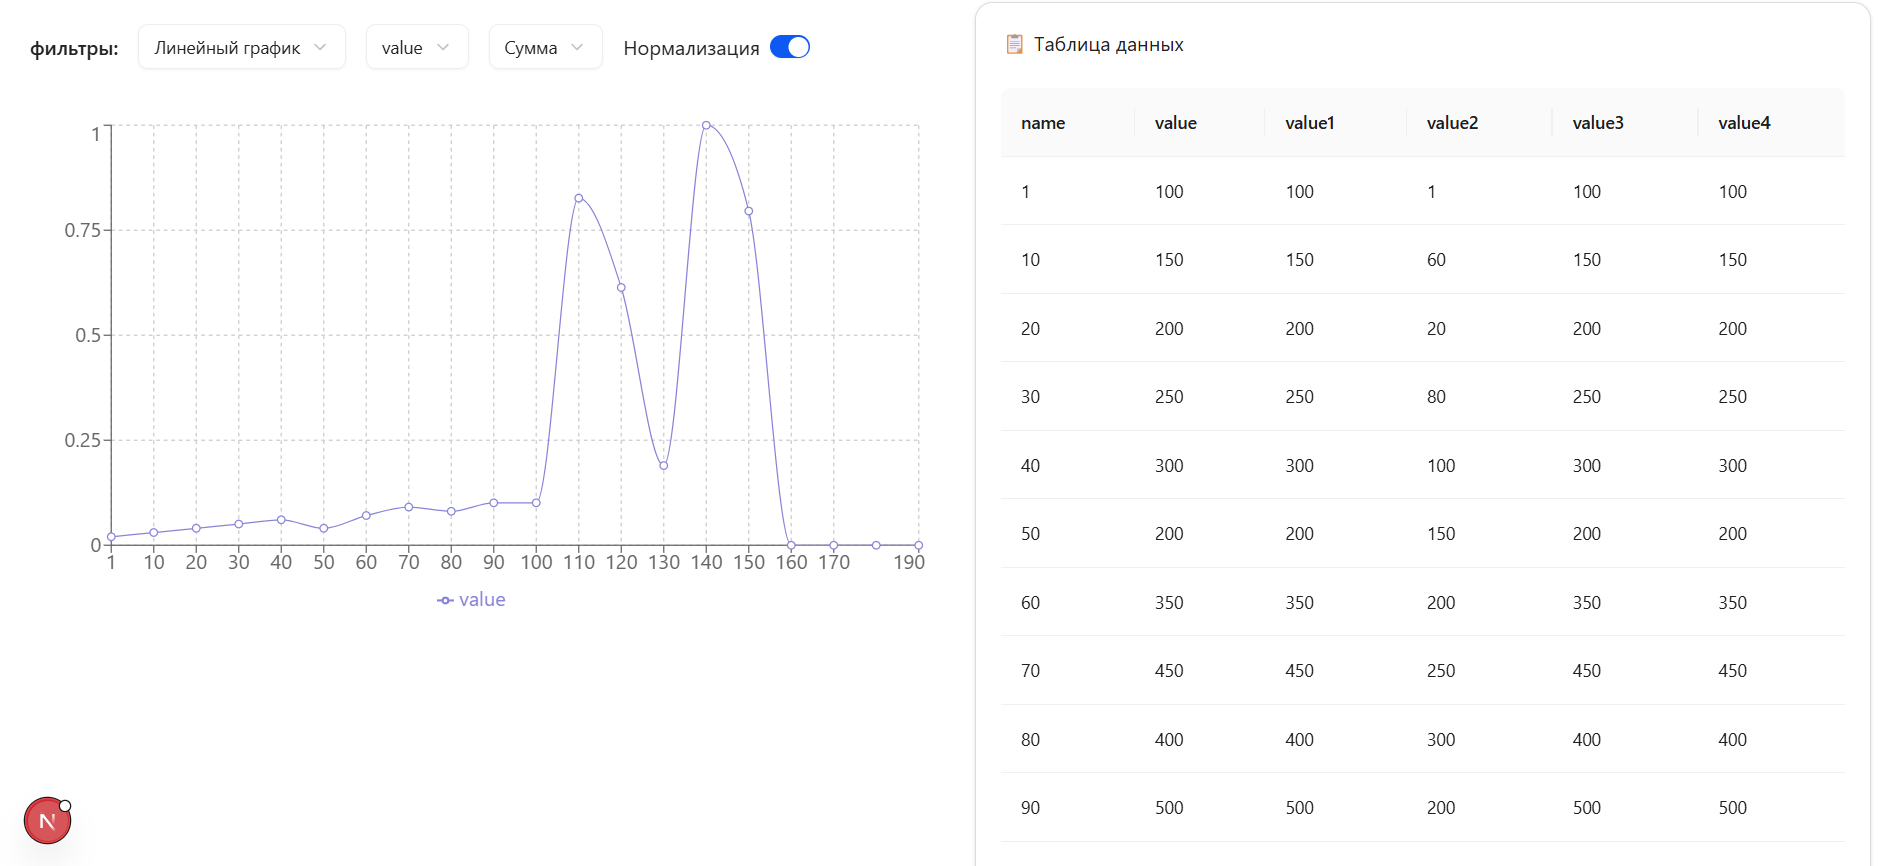 фильтры: Линейный график value Сумма Нормализация
1
0.75
0.5
0.25
0
1 10 20 30 40 50 60 70 80 90 100 110 120 130 140 150 160 170 190
value
N
Таблица данных
name value value1 value2 value3 value4
1 100 100 1 100 100
10 150 150 60 150 150
20 200 200 20 200 200
30 250 250 80 250 250
40 300 300 100 300 300
50 200 200 150 200 200
60 350 350 200 350 350
70 450 450 250 450 450
80 400 400 300 400 400
90 500 500 200 500 500